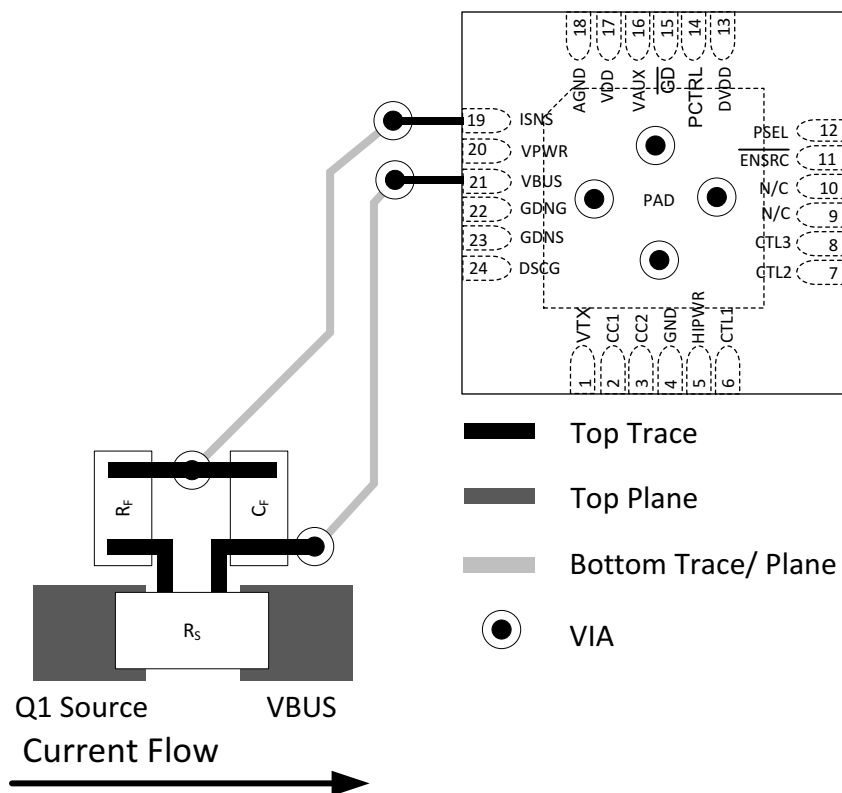 18 17 16 15 14 13
AGND VDD VAUX GD PCTRL DVDD
19 ISNS
20 VPWR
21 VBUS
22 GDNG
23 GDNS
24 DSCG
PAD
PSEL 12
ENSRC 11
N/C 10
N/C 9
CTL3 8
CTL2 7
VTX CC1 CC2 GND HIPWR CTL1
1 2 3 4 5 6
Top Trace
Top Plane
Bottom Trace/ Plane
VIA
RF CF
RS
Q1 Source VBUS
Current Flow